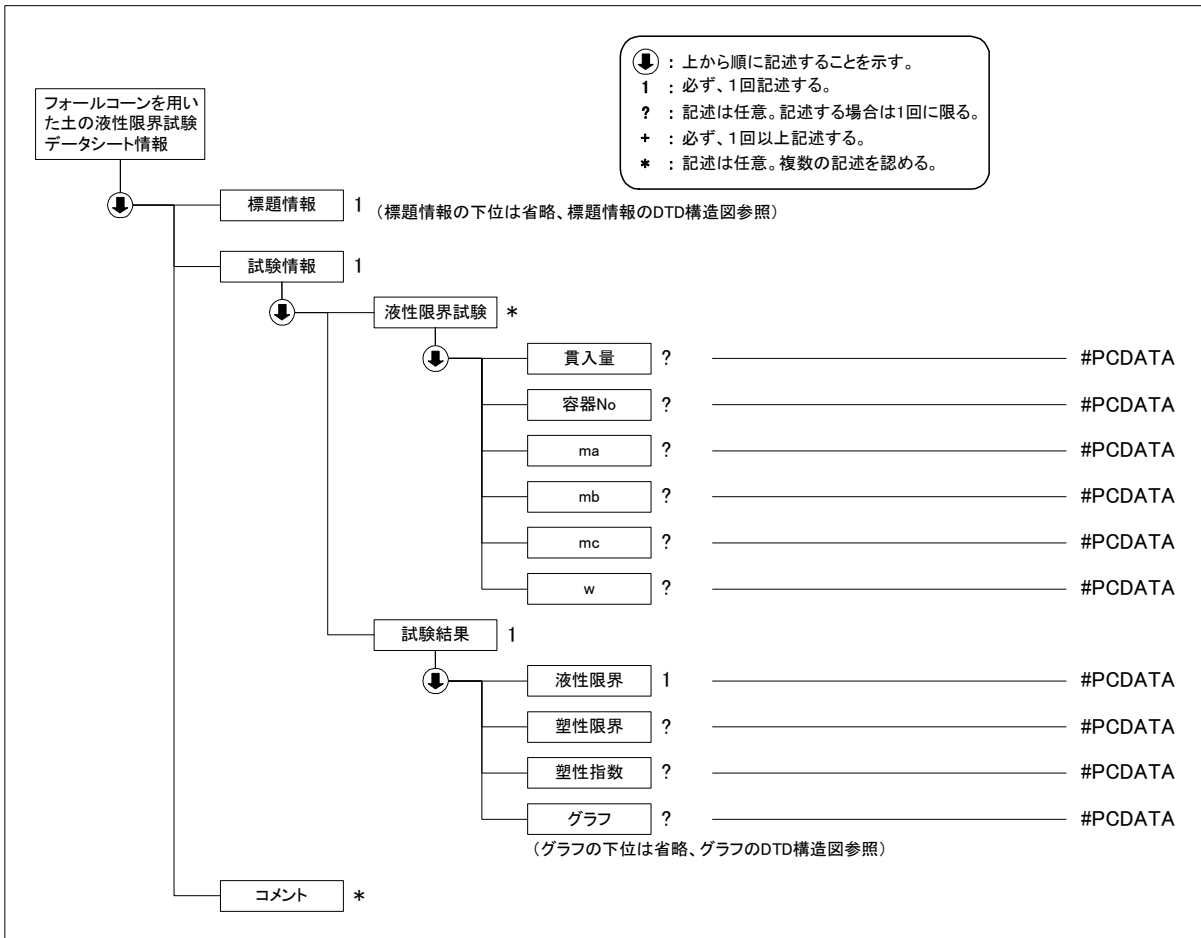 : 上から順に記述することを示す。
1 : 必ず、1回記述する。
? : 記述は任意。記述する場合は1回に限る。
+ : 必ず、1回以上記述する。
* : 記述は任意。複数の記述を認める。
フォールコーンを用い
た土の液性限界試験
データシート情報
標題情報 1 (標題情報の下位は省略、標題情報のDTD構造図参照)
試験情報 1
液性限界試験 *
貫入量 ? #PCDATA
容器No ? #PCDATA
ma ? #PCDATA
mb ? #PCDATA
mc ? #PCDATA
w ? #PCDATA
試験結果 1
液性限界 1 #PCDATA
塑性限界 ? #PCDATA
塑性指数 ? #PCDATA
グラフ ? #PCDATA
(グラフの下位は省略、グラフのDTD構造図参照)
コメント *